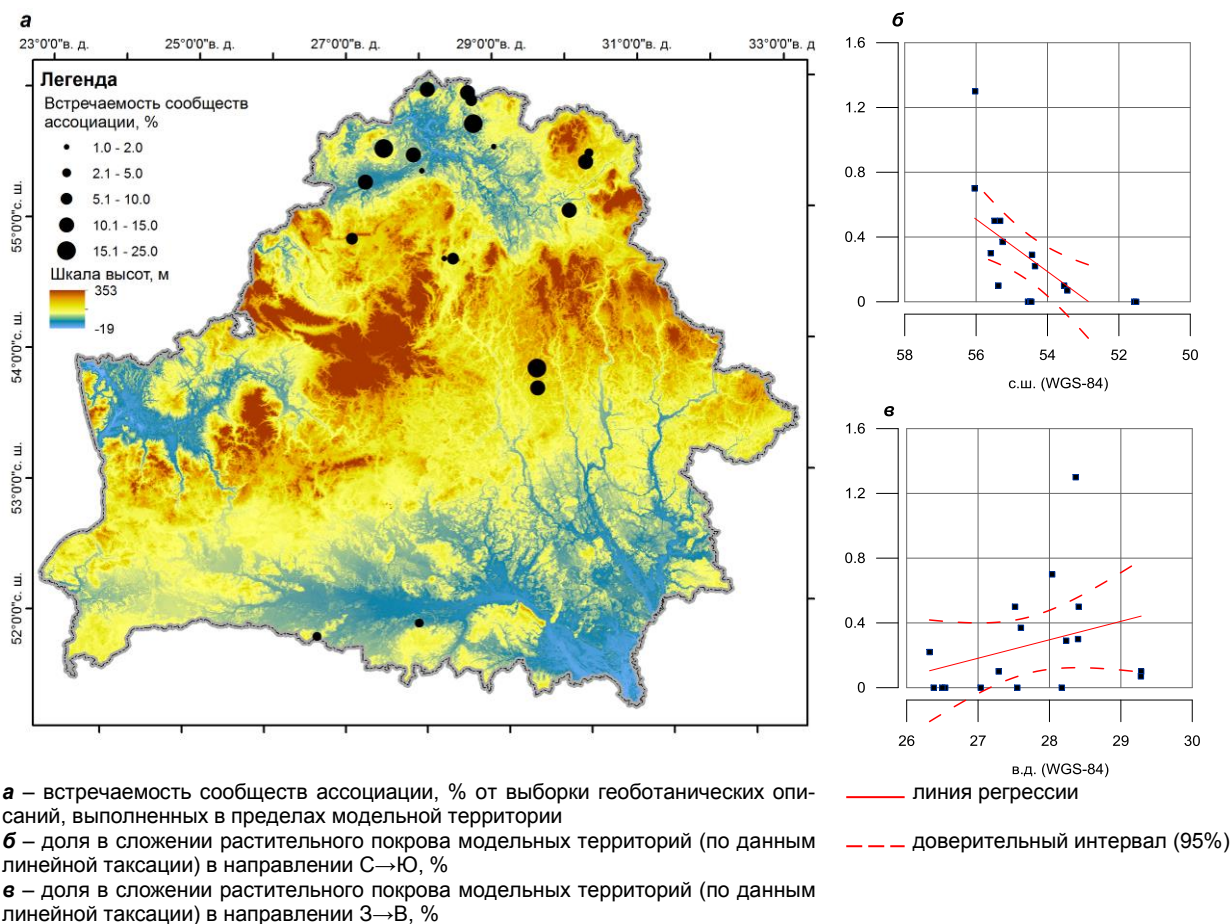 а
23°0'0"в. д.
25°0'0"в. д.
27°0'0"в. д.
29°0'0"в. д.
31°0'0"в. д.
33°0'0"в. д
55°0'0"с. ш.
54°0'0"с. ш.
53°0'0"с. ш.
52°0'0"с. ш.
Легенда
Встречаемость сообществ
ассоциации, %
1.0 - 2.0
2.1 - 5.0
5.1 - 10.0
10.1 - 15.0
15.1 - 25.0
Шкала высот, м
353
-19
б
1.6
1.2
0.8
0.4
0
58 56 54 52 50
с.ш. (WGS-84)
в
1.6
1.2
0.8
0.4
0
26 27 28 29 30
в.д. (WGS-84)
а – встречаемость сообществ ассоциации, % от выборки геоботанических опи-
саний, выполненных в пределах модельной территории
б – доля в сложении растительного покрова модельных территорий (по данным
линейной таксации) в направлении С→Ю, %
в – доля в сложении растительного покрова модельных территорий (по данным
линейной таксации) в направлении З→В, %
линия регрессии
доверительный интервал (95%)